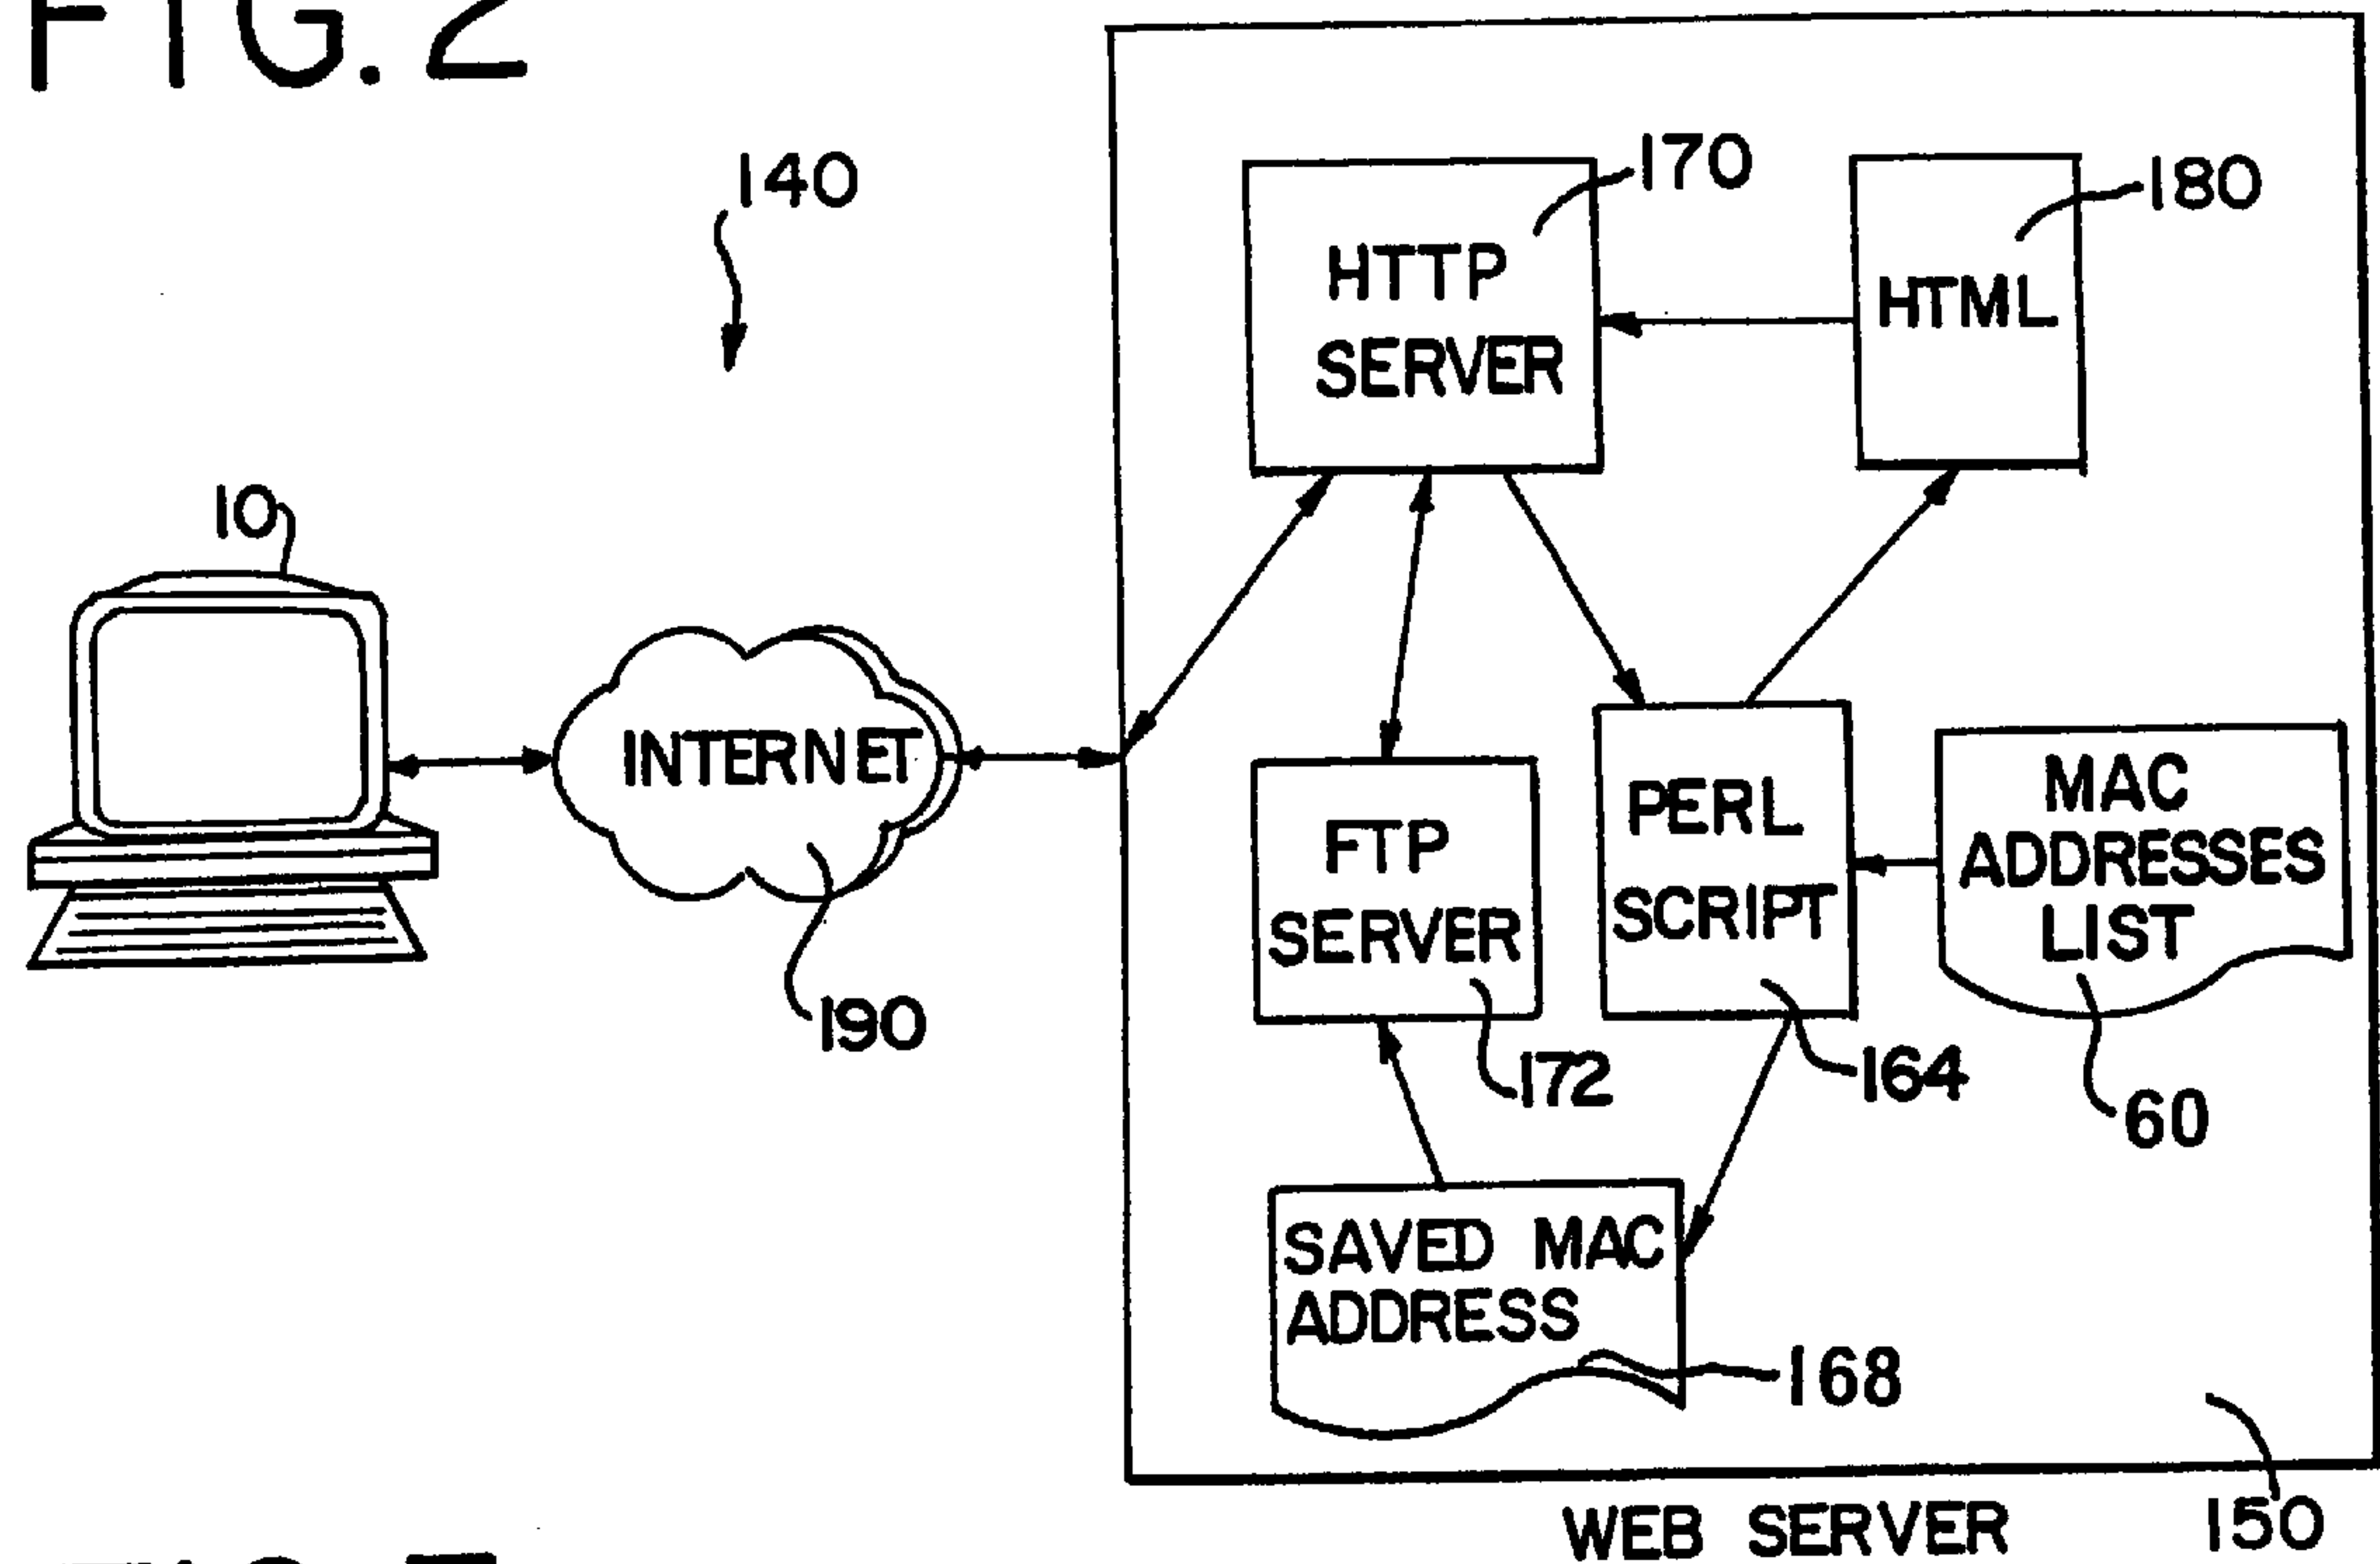 FIG. 2
140
170
180
HTTP
SERVER
HTML
10
INTERNET
190
FTP
SERVER
172
PERL
SCRIPT
164
MAC
ADDRESSES
LIST
60
SAVED MAC
ADDRESS
168
WEB SERVER
150